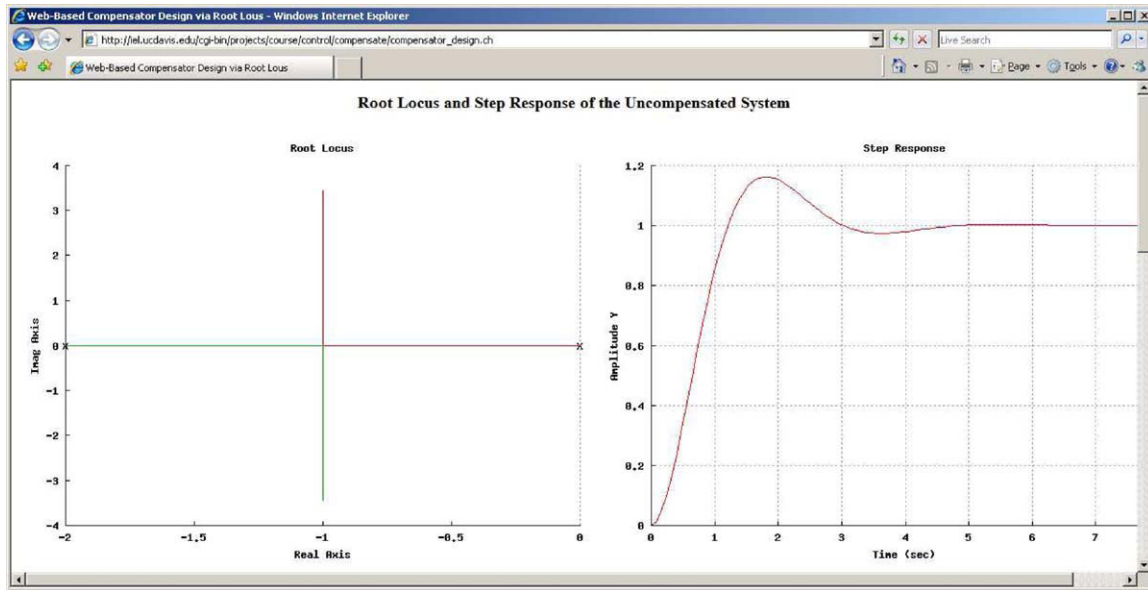 Web-Based Compensator Design via Root Lous - Windows Internet Explorer
http://iel.ucdavis.edu/cgi-bin/projects/course/control/compensate/compensator_design.ch
Live Search
Web-Based Compensator Design via Root Lous
Page
Tools
Root Locus and Step Response of the Uncompensated System
Root Locus
4
3
2
1
0
-1
-2
-3
-4
Imag Axis
-2 -1.5 -1 -0.5 0
Real Axis
Step Response
1.2
1
0.8
0.6
0.4
0.2
0
Amplitude Y
0 1 2 3 4 5 6 7
Time (sec)